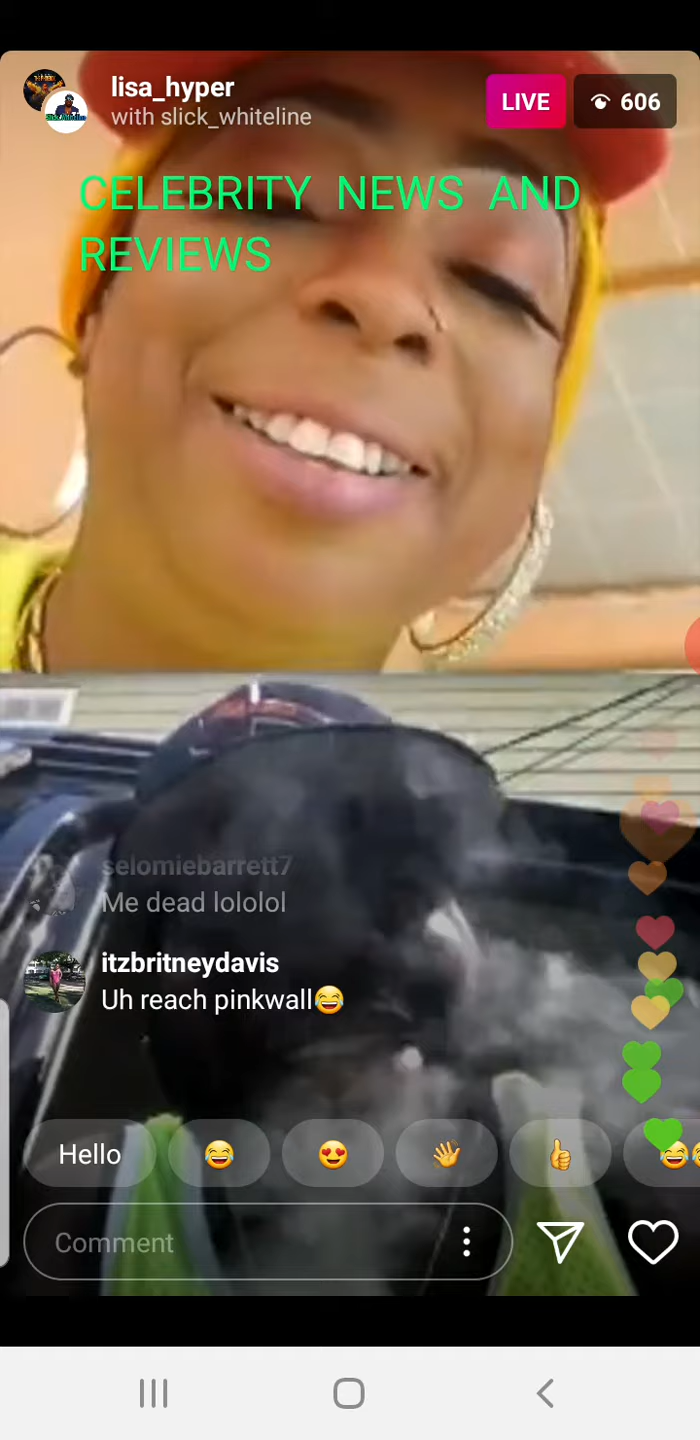 lisa_hyper
with slick_whiteline
LIVE
606
CELEBRITY NEWS AND
REVIEWS
selomiebarrett7
Me dead lololol
itzbritneydavis
Uh reach pinkwall😂
Hello
😂
😍
👋
👍
😂
Comment